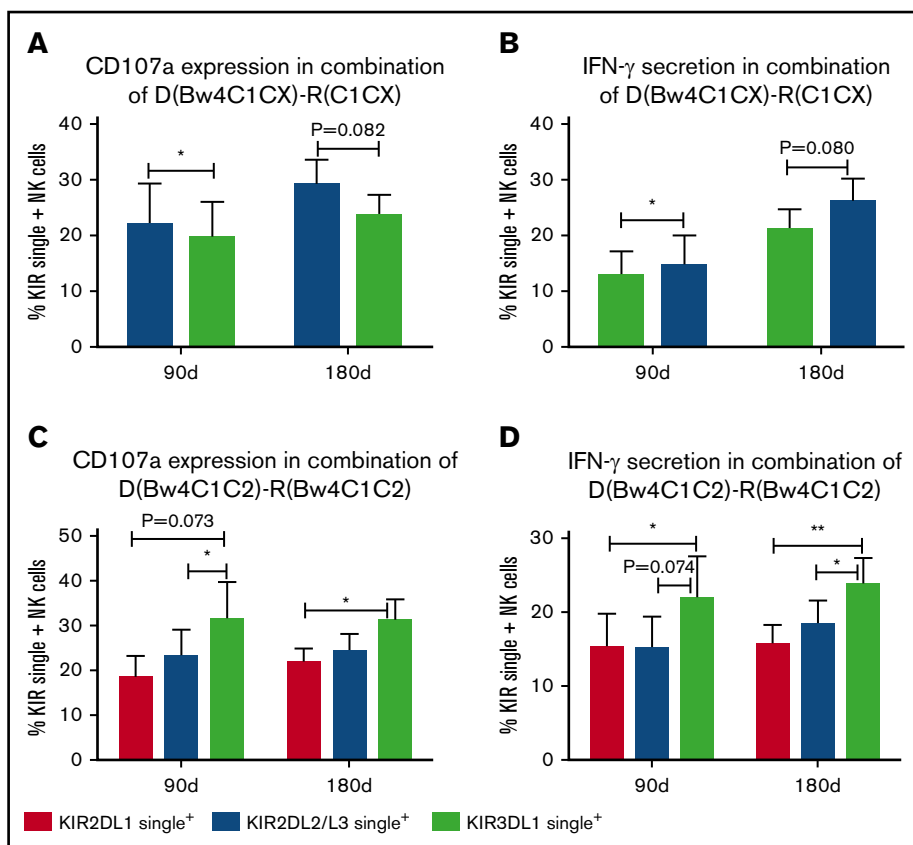 A
CD107a expression in combination
of D(Bw4C1CX)-R(C1CX)
% KIR single + NK cells
40
30
20
10
0
*
P=0.082
90d
180d
B
IFN-γ secretion in combination
of D(Bw4C1CX)-R(C1CX)
% KIR single + NK cells
40
30
20
10
0
*
P=0.080
90d
180d
C
CD107a expression in combination of
D(Bw4C1C2)-R(Bw4C1C2)
% KIR single + NK cells
50
40
30
20
10
0
P=0.073
*
*
90d
180d
D
IFN-γ secretion in combination of
D(Bw4C1C2)-R(Bw4C1C2)
% KIR single + NK cells
30
20
10
0
*
P=0.074
**
*
90d
180d
KIR2DL1 single⁺ KIR2DL2/L3 single⁺ KIR3DL1 single⁺